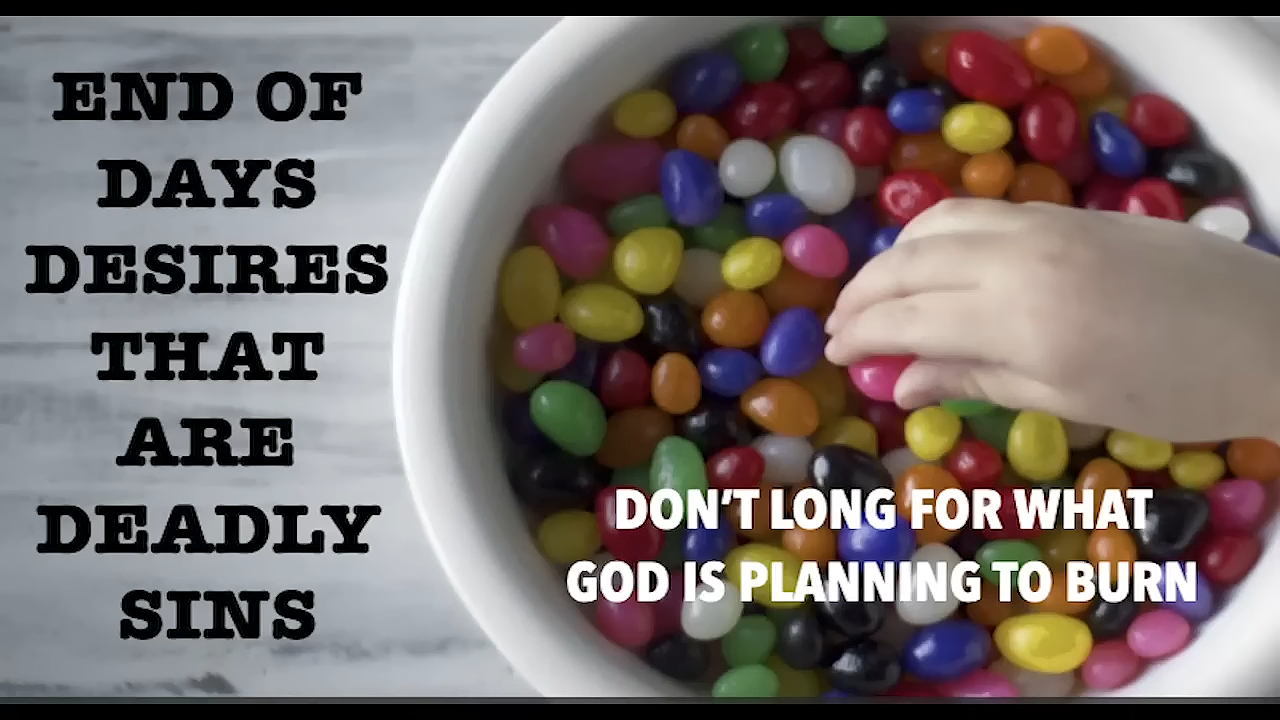 END OF
DAYS
DESIRES
THAT
ARE
DEADLY
SINS
DON'T LONG FOR WHAT
GOD IS PLANNING TO BURN